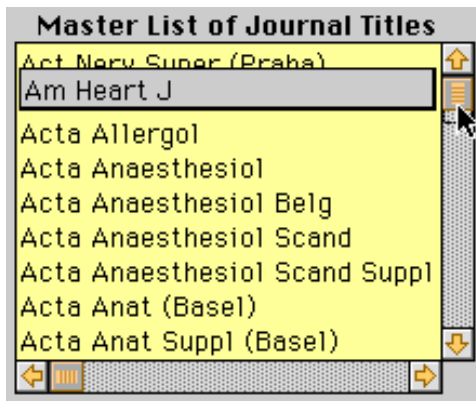 Master List of Journal Titles
Act Nerv Super (Praha)
Am Heart J
Acta Allergol
Acta Anaesthesiol
Acta Anaesthesiol Belg
Acta Anaesthesiol Scand
Acta Anaesthesiol Scand Suppl
Acta Anat (Basel)
Acta Anat Suppl (Basel)